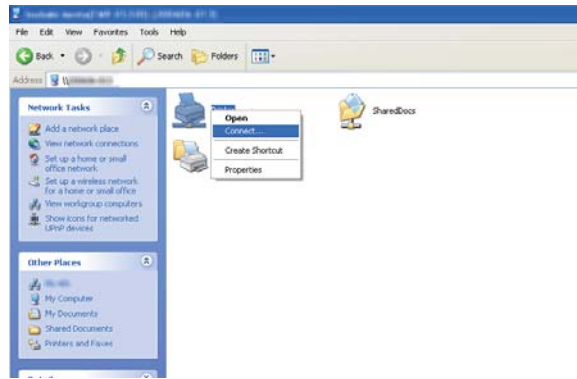 File Edit View Favorites Tools Help
Back Search Folders
Address \\
Network Tasks
Add a network place
View network connections
Set up a home or small
office network
Set up a wireless network
for a home or small office
View workgroup computers
Show icons for networked
UPnP devices
Other Places
My Computer
My Documents
Shared Documents
Printers and Faxes
Open
Connect...
Create Shortcut
Properties
SharedDocs